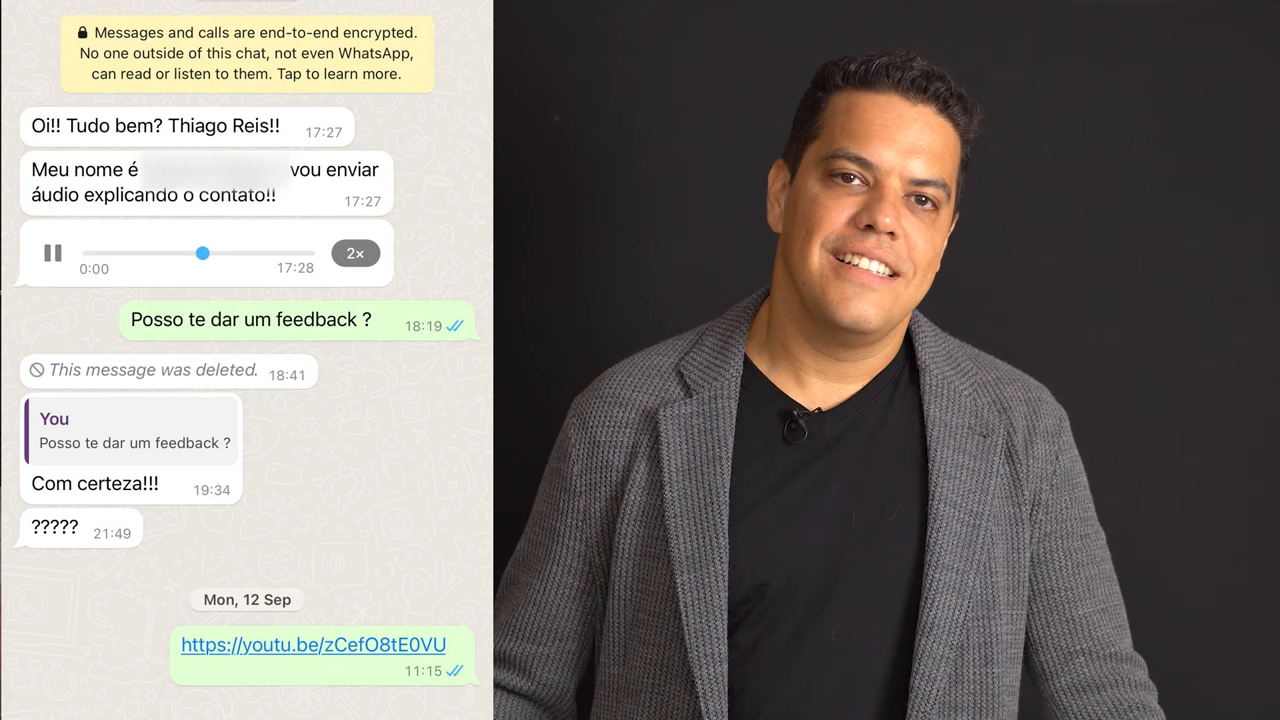 Messages and calls are end-to-end encrypted.
No one outside of this chat, not even WhatsApp,
can read or listen to them. Tap to learn more.
Oi!! Tudo bem? Thiago Reis!! 17:27
Meu nome é vou enviar
áudio explicando o contato!! 17:27
2×
0:00 17:28
Posso te dar um feedback ? 18:19
This message was deleted. 18:41
You
Posso te dar um feedback ?
Com certeza!!! 19:34
????? 21:49
Mon, 12 Sep
https://youtu.be/zCefO8tE0VU
11:15